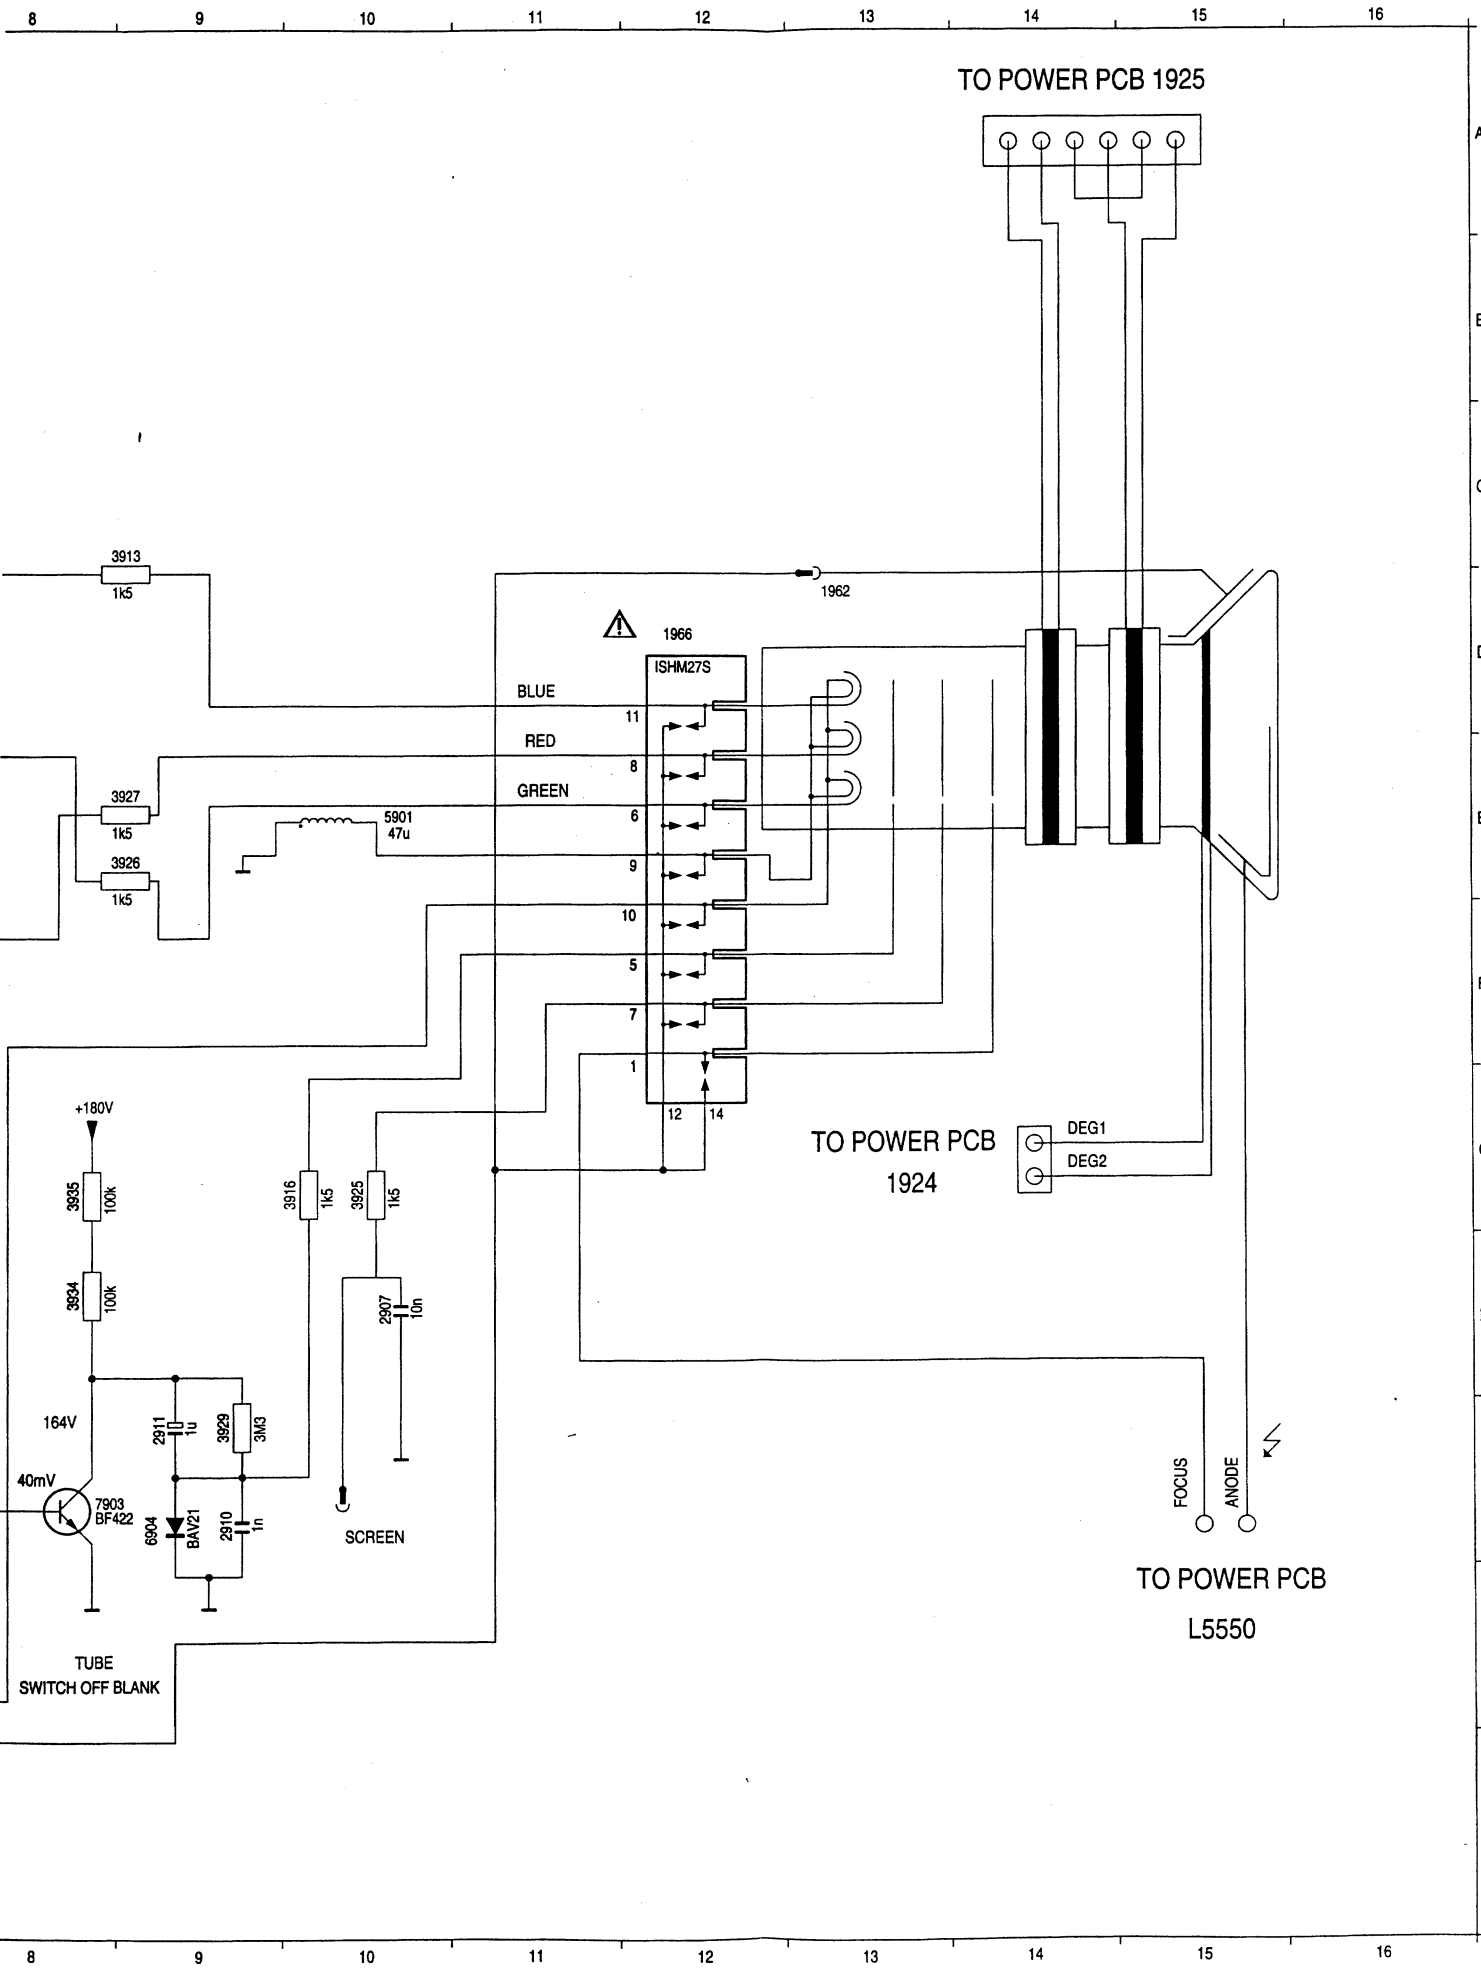 8 9 10 11 12 13 14 15 16
TO POWER PCB 1925
A
3913
1k5
1962
1966
ISHM27S
BLUE
11
RED
8
3927
1k5
GREEN
6
5901
47u
9
3926
1k5
10
5
7
1
12 14
+180V
TO POWER PCB
1924
DEG1
DEG2
3935
100k
3916
1k5
3925
1k5
3934
100k
2907
10n
164V
2911
1u
3929
3M3
40mV
7903
BF422
6904
BAV21
2910
1n
SCREEN
FOCUS
ANODE
TO POWER PCB
L5550
TUBE
SWITCH OFF BLANK
8 9 10 11 12 13 14 15 16